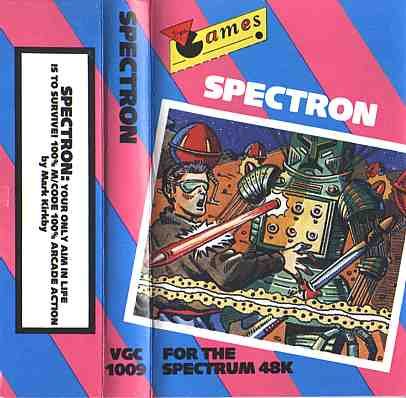 SPECTRON: YOUR ONLY AIM IN LIFE
IS TO SURVIVE! 100% M/CODE 100% ARCADE ACTION
by Mark Kirkby
SPECTRON
VGC
1009
Games
SPECTRON
FOR THE
SPECTRUM 48K